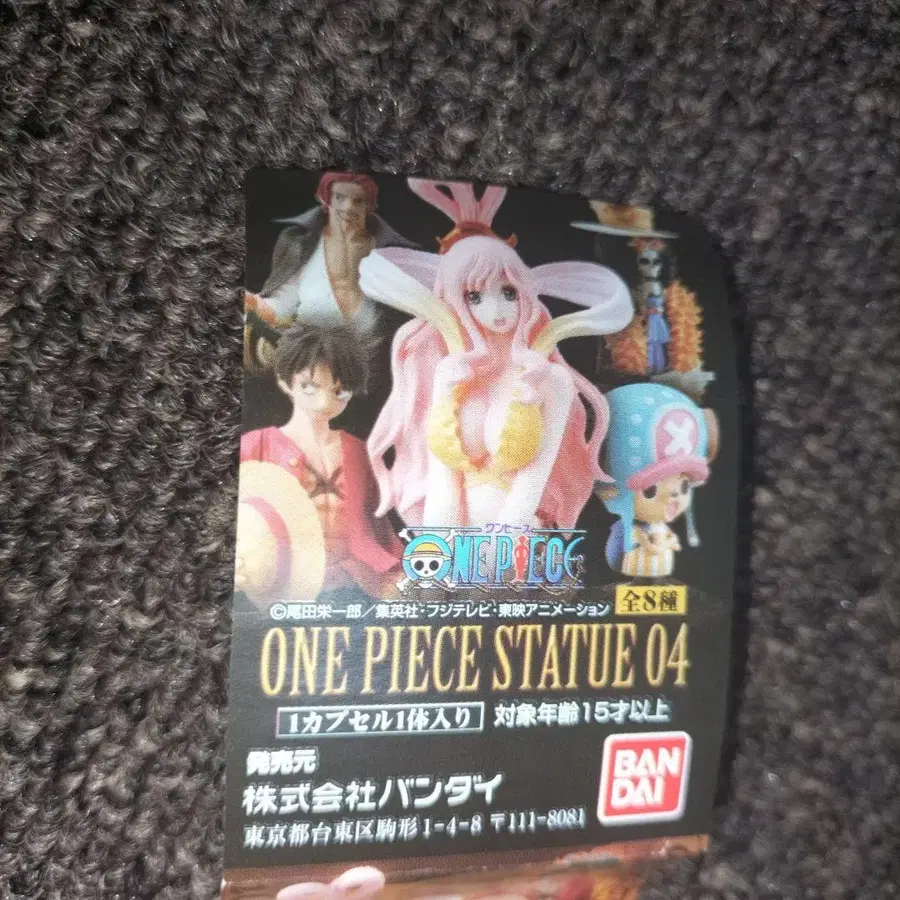 ワンピース
ONE PIECE
©尾田栄一郎／集英社・フジテレビ・東映アニメーション
全8種
ONE PIECE STATUE 04
1カプセル1体入り 対象年齢15才以上
発売元
株式会社バンダイ
東京都台東区駒形1-4-8 〒111-8081
BAN
DAI